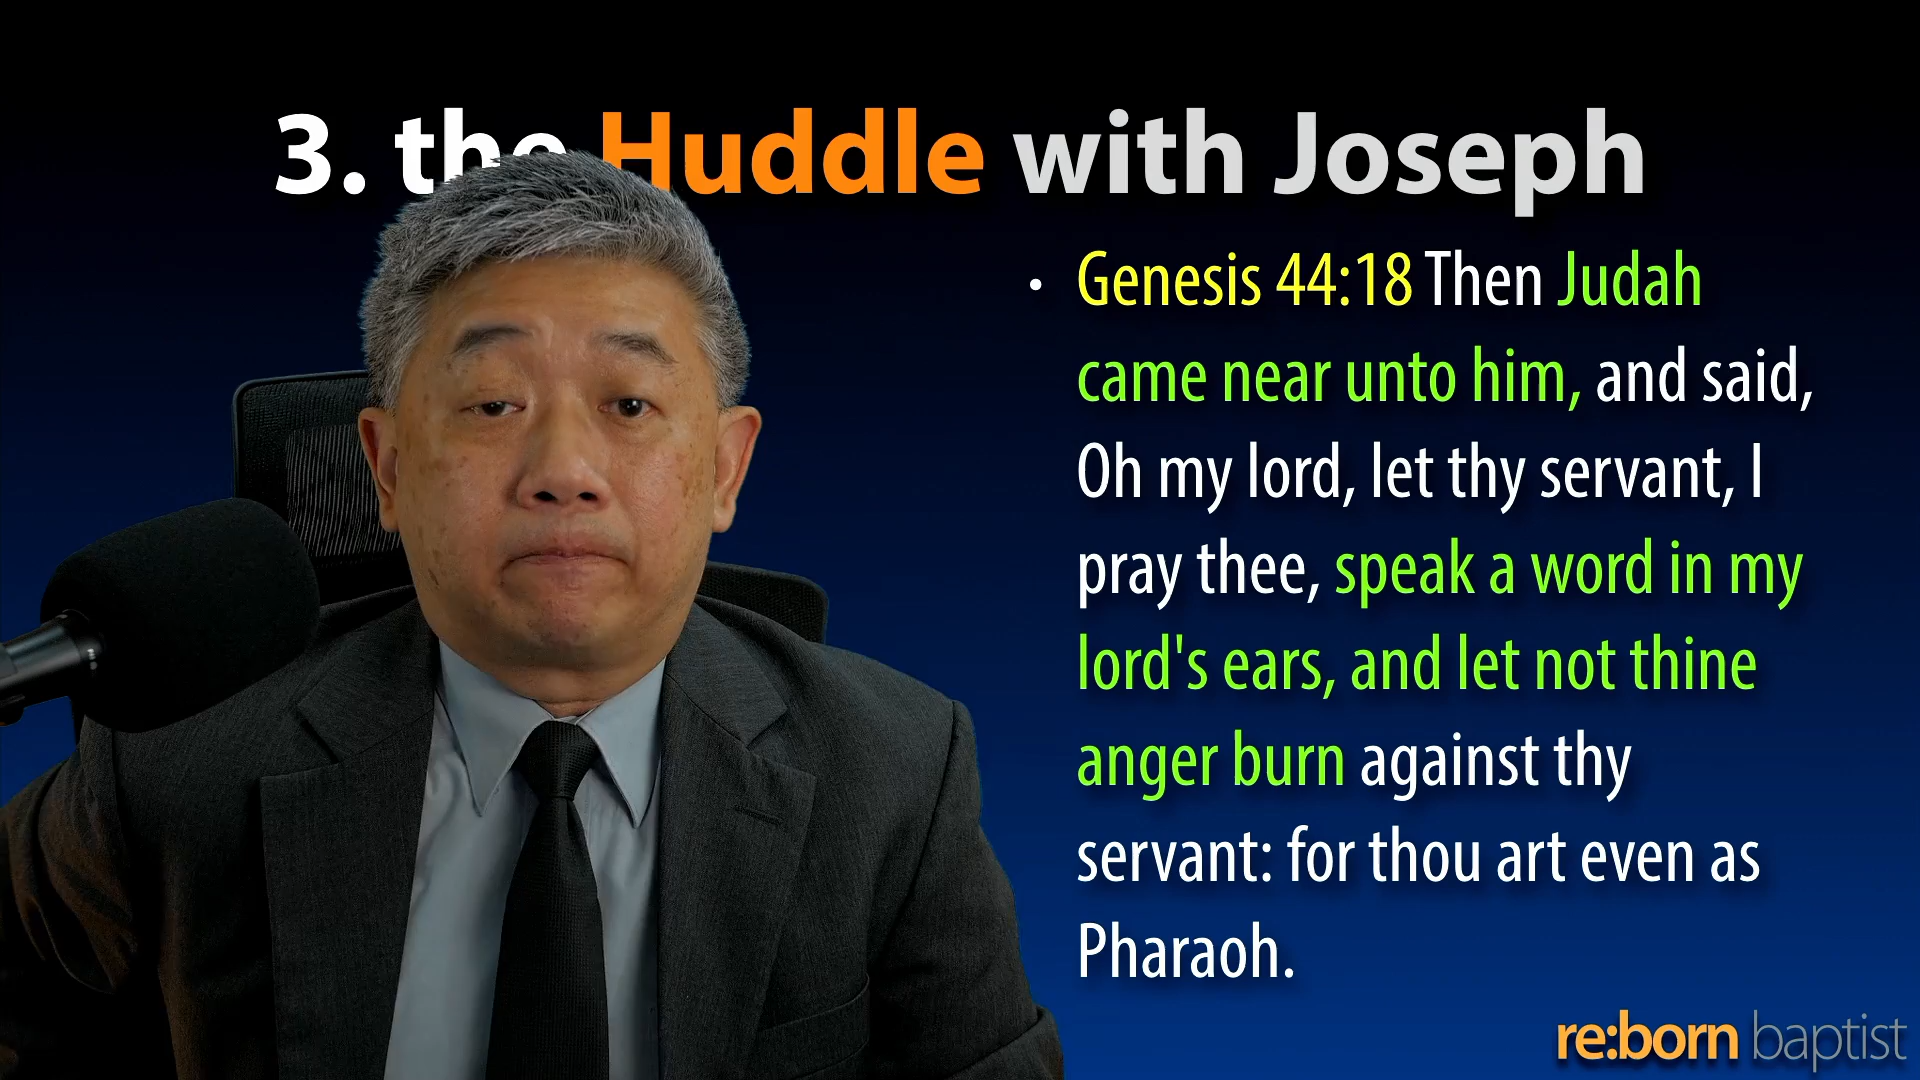 3. the Huddle with Joseph
• Genesis 44:18 Then Judah
came near unto him, and said,
Oh my lord, let thy servant, I
pray thee, speak a word in my
lord's ears, and let not thine
anger burn against thy
servant: for thou art even as
Pharaoh.
re:born baptist